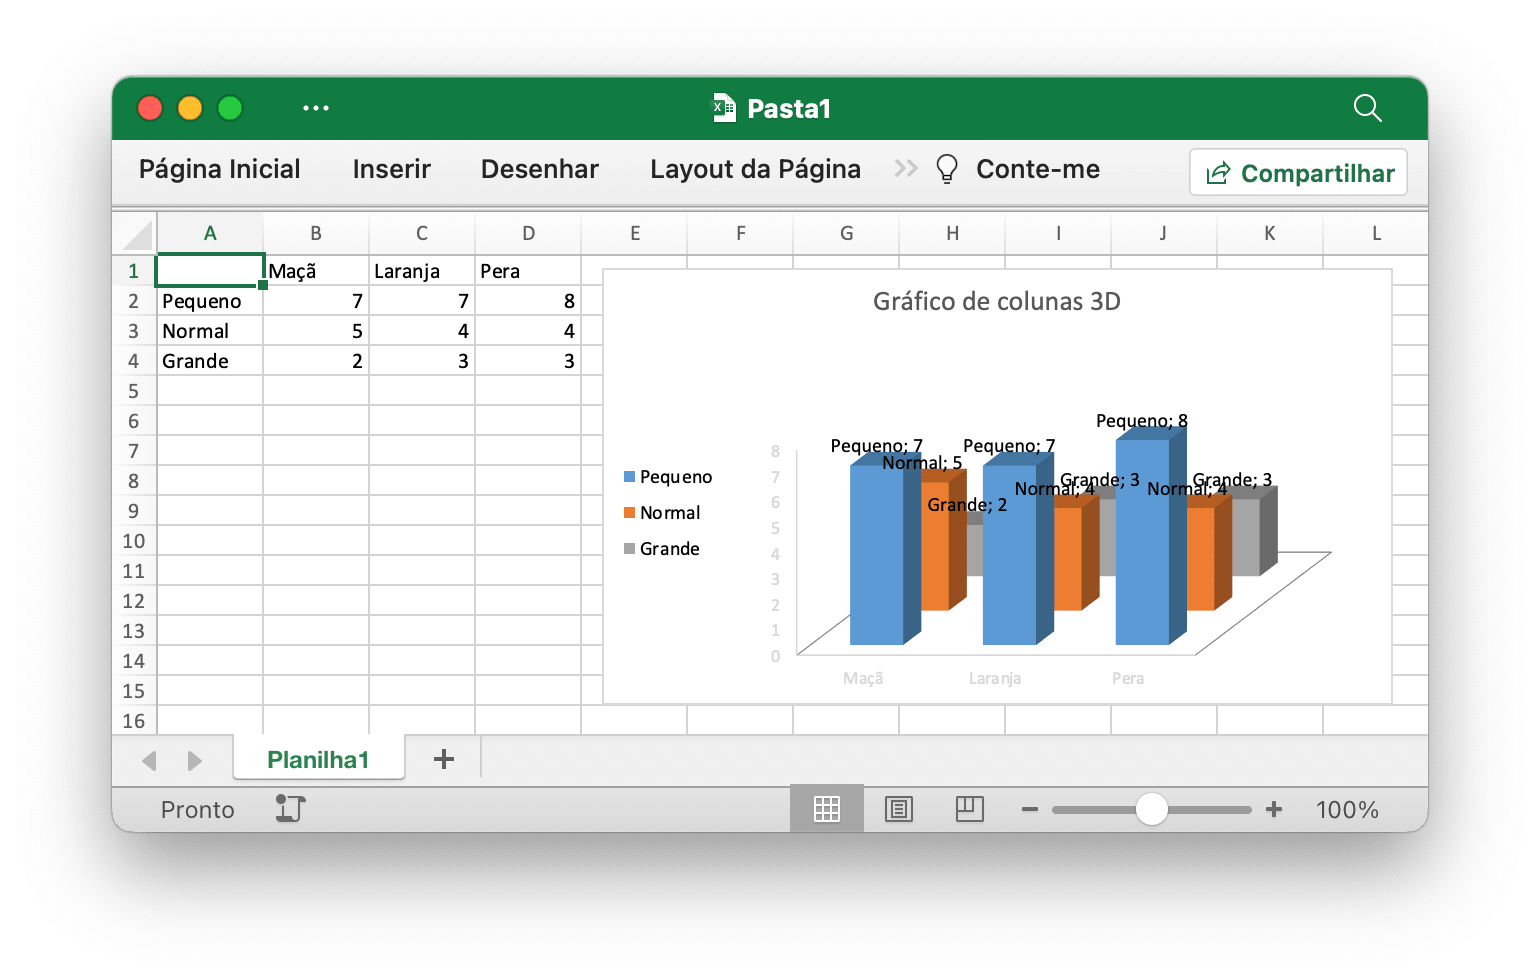 Pasta1
Página Inicial Inserir Desenhar Layout da Página Conte-me Compartilhar
A B C D E F G H I J K L
1 Maçã Laranja Pera
2 Pequeno 7 7 8
3 Normal 5 4 4
4 Grande 2 3 3
5
6
7
8
9
10
11
12
13
14
15
16
Gráfico de colunas 3D
Pequeno
Normal
Grande
8
7
6
5
4
3
2
1
0
Pequeno; 7
Normal; 5
Grande; 2
Pequeno; 7
Normal; 4
Grande; 3
Pequeno; 8
Normal; 4
Grande; 3
Maçã Laranja Pera
Planilha1
Pronto 100%